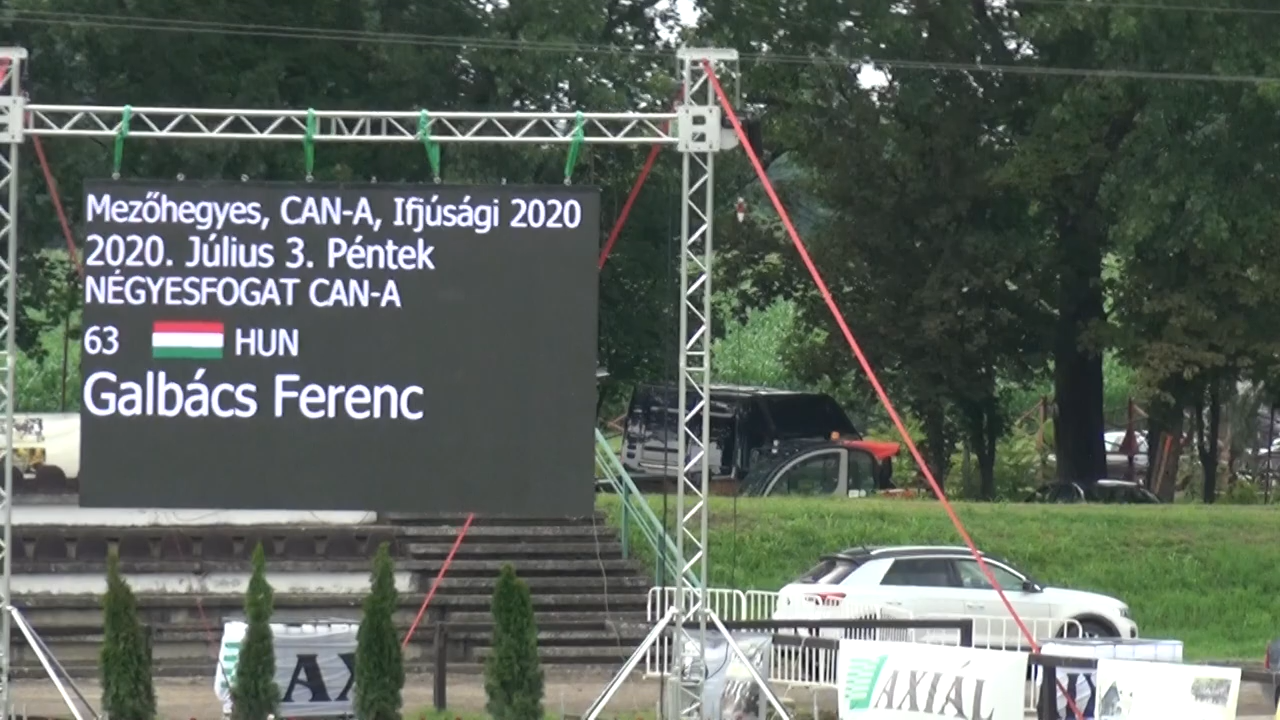 Mezőhegyes, CAN-A, Ifjúsági 2020
2020. Július 3. Péntek
NÉGYESFOGAT CAN-A
63 HUN
Galbács Ferenc
AXIÁL